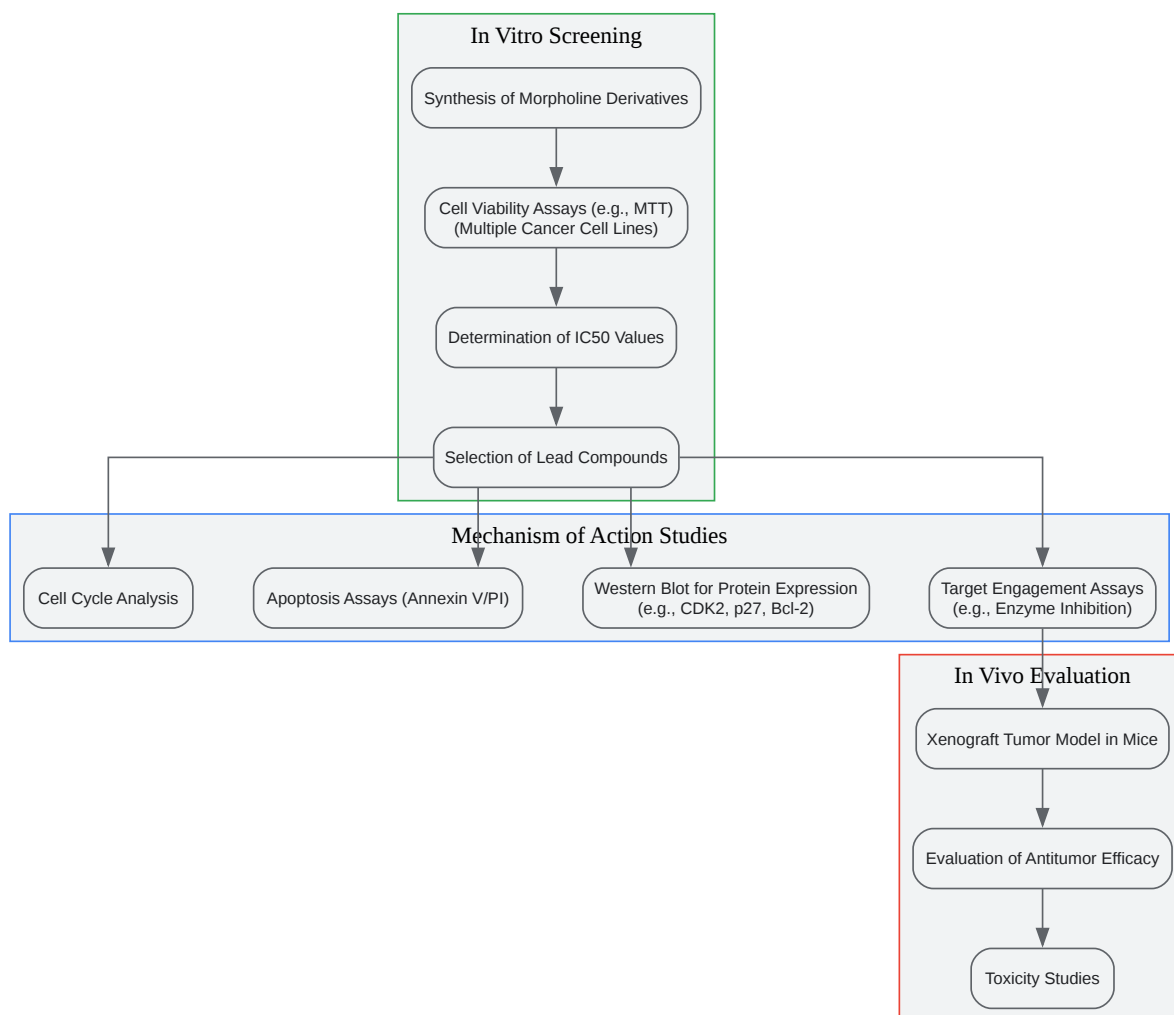 In Vitro Screening
Synthesis of Morpholine Derivatives
Cell Viability Assays (e.g., MTT)
(Multiple Cancer Cell Lines)
Determination of IC50 Values
Selection of Lead Compounds
Mechanism of Action Studies
Cell Cycle Analysis
Apoptosis Assays (Annexin V/PI)
Western Blot for Protein Expression
(e.g., CDK2, p27, Bcl-2)
Target Engagement Assays
(e.g., Enzyme Inhibition)
In Vivo Evaluation
Xenograft Tumor Model in Mice
Evaluation of Antitumor Efficacy
Toxicity Studies